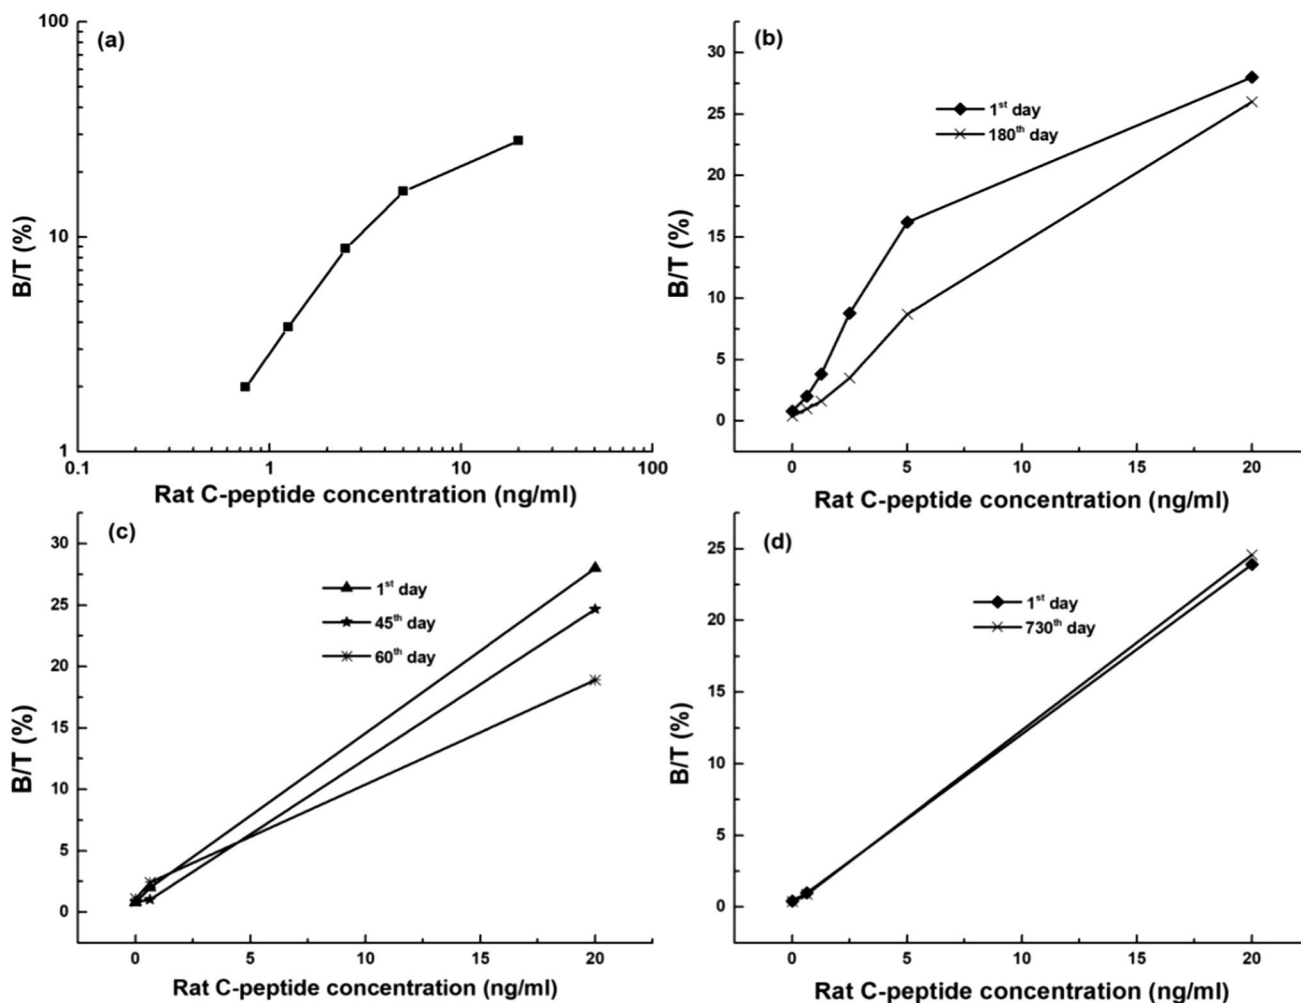 (a)
100
10
1
B/T (%)
0.1 1 10 100
Rat C-peptide concentration (ng/ml)
(b)
30
25
20
15
10
5
0
B/T (%)
1st day
180th day
0 5 10 15 20
Rat C-peptide concentration (ng/ml)
(c)
30
25
20
15
10
5
0
B/T (%)
1st day
45th day
60th day
0 5 10 15 20
Rat C-peptide concentration (ng/ml)
(d)
25
20
15
10
5
0
B/T (%)
1st day
730th day
0 5 10 15 20
Rat C-peptide concentration (ng/ml)